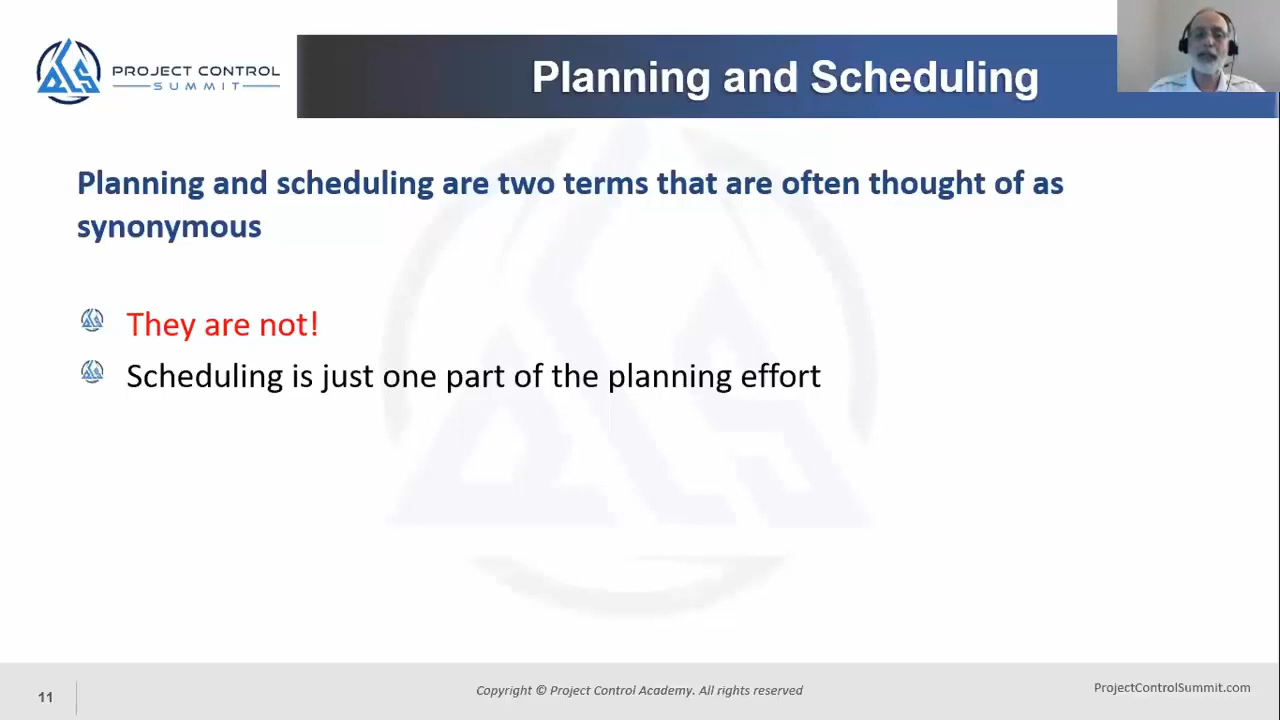 PROJECT CONTROL
SUMMIT
Planning and Scheduling
Planning and scheduling are two terms that are often thought of as
synonymous
They are not!
Scheduling is just one part of the planning effort
11
Copyright © Project Control Academy. All rights reserved
ProjectControlSummit.com